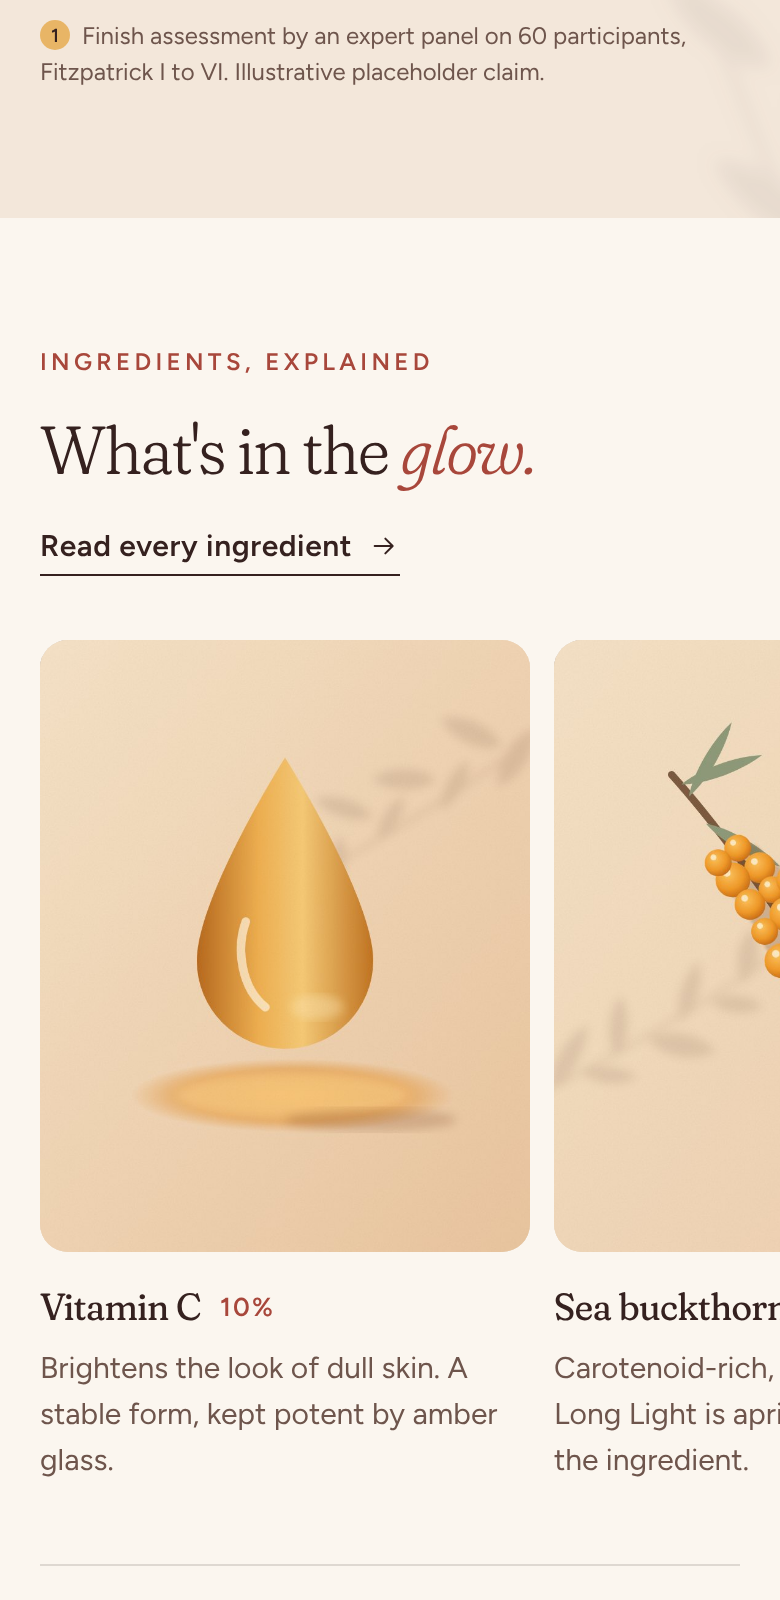 1 Finish assessment by an expert panel on 60 participants,
Fitzpatrick I to VI. Illustrative placeholder claim.
INGREDIENTS, EXPLAINED
What's in the glow.
Read every ingredient →
Vitamin C 10%
Brightens the look of dull skin. A
stable form, kept potent by amber
glass.
Sea buckthorn
Carotenoid-rich,
Long Light is
the ingredient.